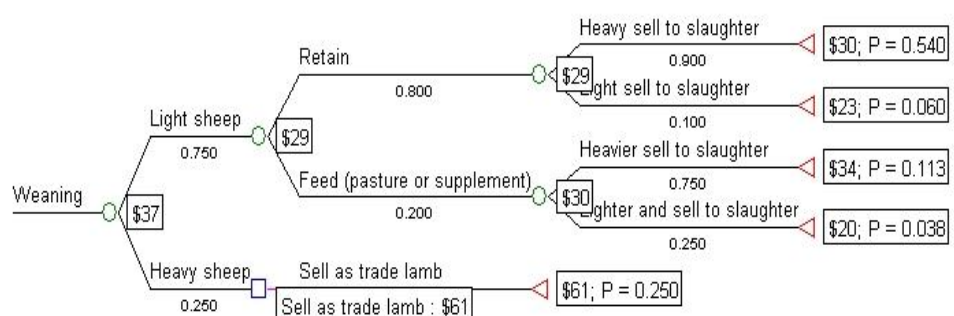 Heavy sell to slaughter
0.900
$30; P = 0.540
Retain
0.800
$29
Light sell to slaughter
0.100
$23; P = 0.060
Light sheep
0.750
$29
Heavier sell to slaughter
0.750
$34; P = 0.113
Feed (pasture or supplement)
0.200
$30
Lighter and sell to slaughter
0.250
$20; P = 0.038
Weaning
$37
Heavy sheep
0.250
Sell as trade lamb
Sell as trade lamb : $61
$61; P = 0.250